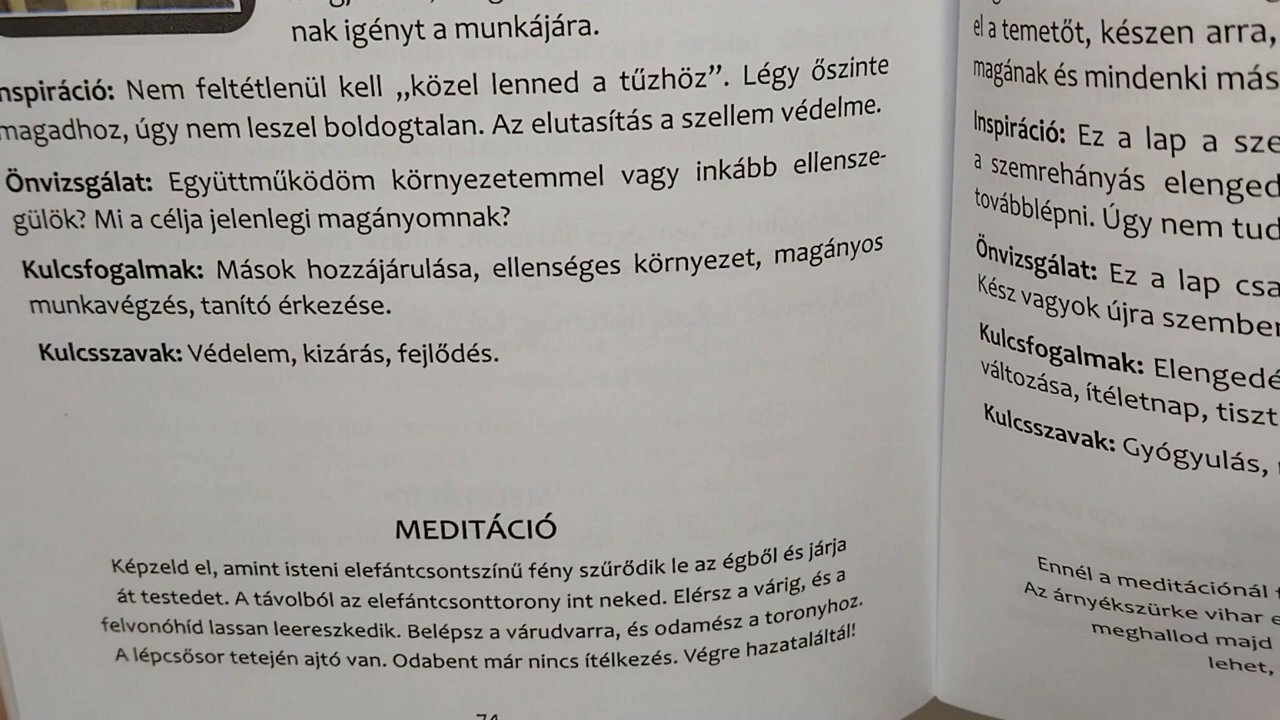 nak igényt a munkájára.
nspiráció: Nem feltétlenül kell „közel lenned a tűzhöz”. Légy őszinte
magadhoz, úgy nem leszel boldogtalan. Az elutasítás a szellem védelme.
Önvizsgálat: Együttműködöm környezetemmel vagy inkább ellensze-
gülök? Mi a célja jelenlegi magányomnak?
Kulcsfogalmak: Mások hozzájárulása, ellenséges környezet, magányos
munkavégzés, tanító érkezése.
Kulcsszavak: Védelem, kizárás, fejlődés.
MEDITÁCIÓ
Képzeld el, amint isteni elefántcsontszínű fény szűrődik le az égből és járja
át testedet. A távolból az elefántcsonttorony int neked. Elérsz a várig, és a
felvonóhíd lassan leereszkedik. Belépsz a várudvarra, és odamész a toronyhoz.
A lépcsősor tetején ajtó van. Odabent már nincs ítélkezés. Végre hazataláltál!
el a temetőt, készen arra,
magának és mindenki más
Inspiráció: Ez a lap a sze
a szemrehányás elenged
továbblépni. Úgy nem tud
Önvizsgálat: Ez a lap csa
Kész vagyok újra szember
Kulcsfogalmak: Elengedé
változása, ítéletnap, tiszt
Kulcsszavak: Gyógyulás,
Ennél a meditációnál
Az árnyékszürke vihar
meghallod majd
lehet,